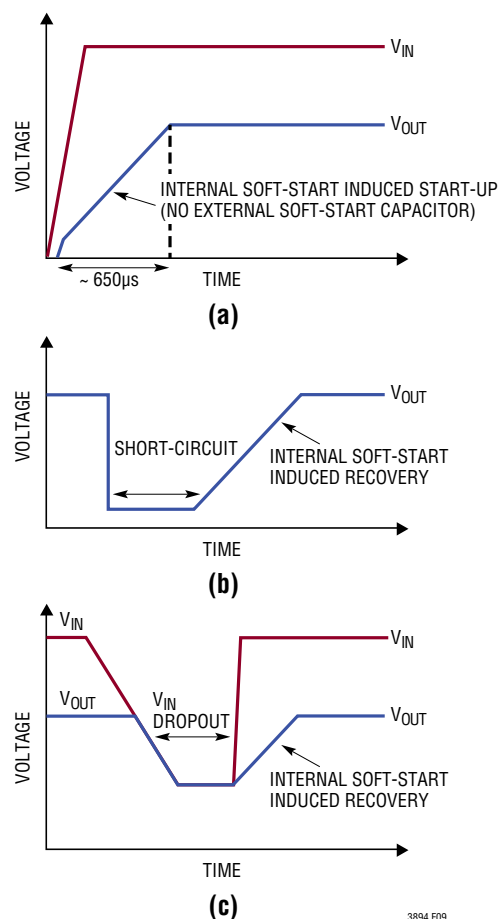 VIN
VOUT
VOLTAGE
INTERNAL SOFT-START INDUCED START-UP
(NO EXTERNAL SOFT-START CAPACITOR)
TIME
~ 650µs
(a)
VOUT
VOLTAGE
SHORT-CIRCUIT
INTERNAL SOFT-START
INDUCED RECOVERY
TIME
(b)
VIN
VIN
VOUT
VIN
DROPOUT
VOUT
VOLTAGE
INTERNAL SOFT-START
INDUCED RECOVERY
TIME
(c)
3894 F09